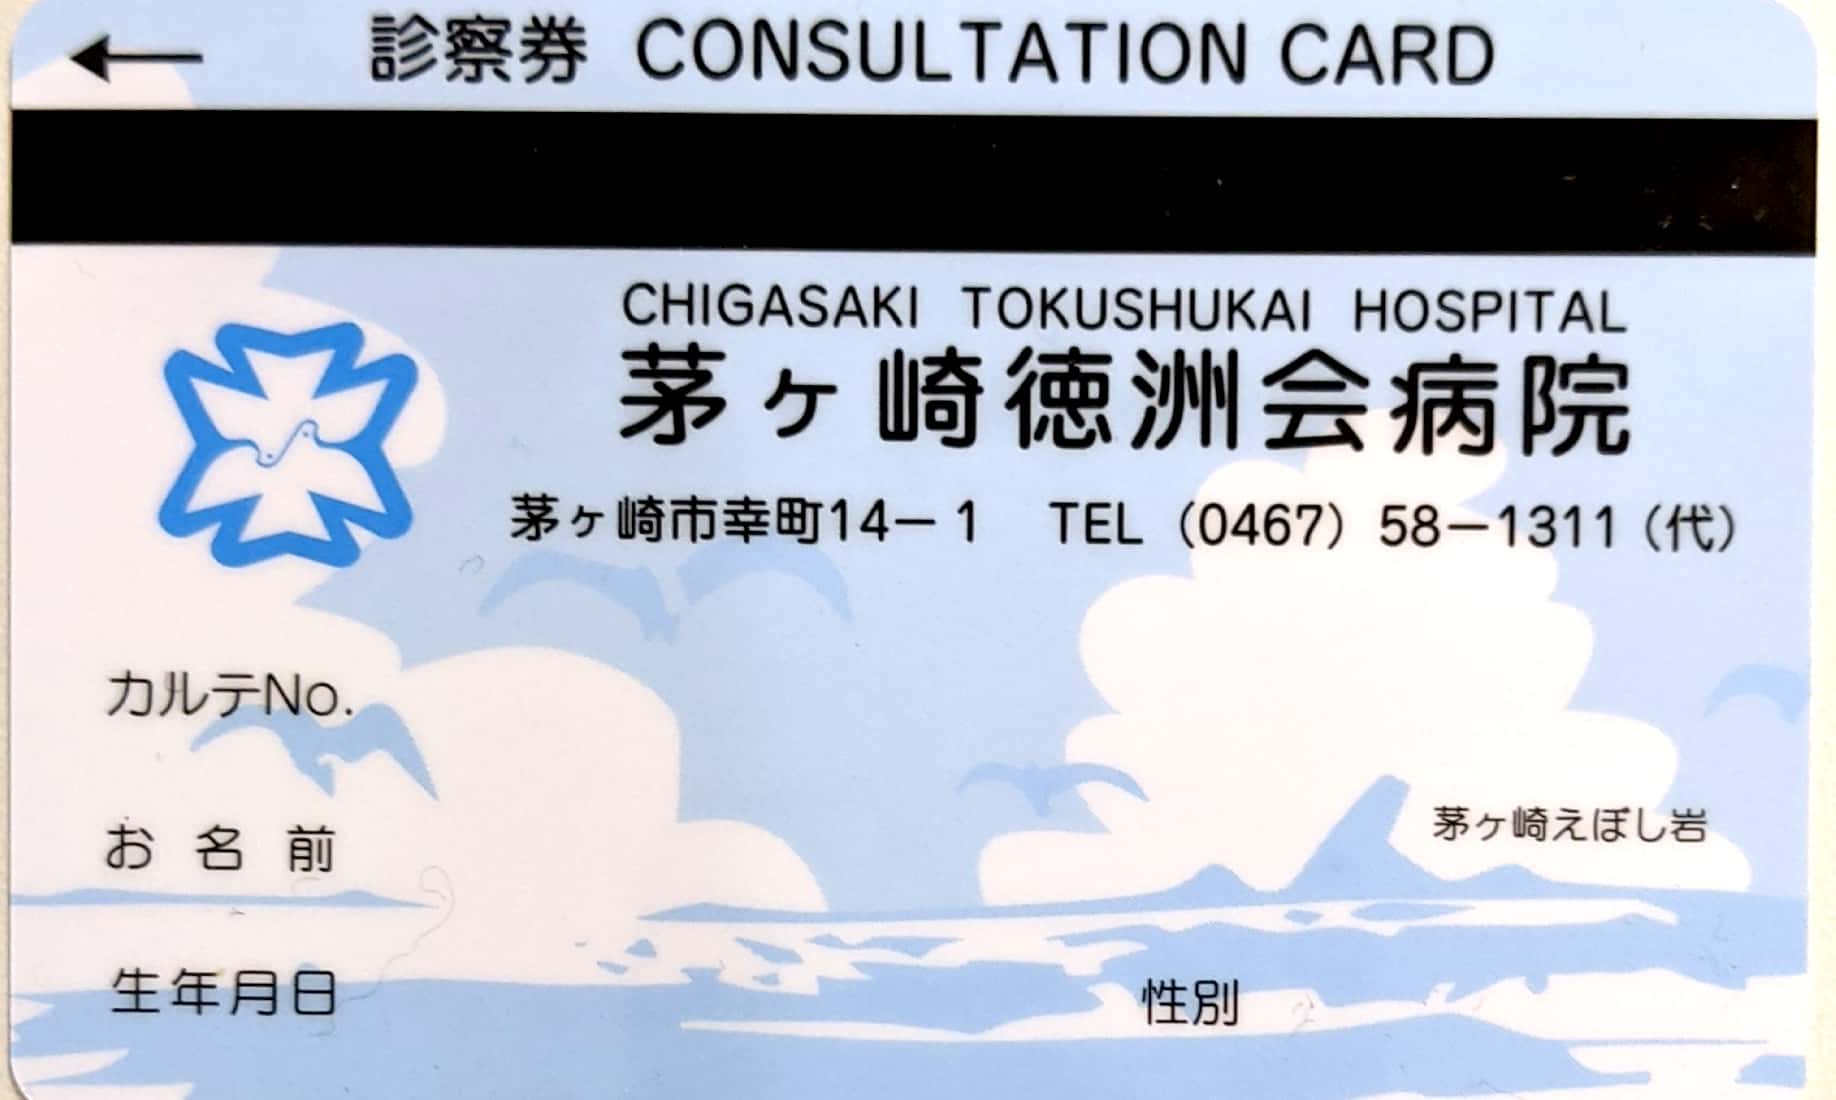 診察券 CONSULTATION CARD
CHIGASAKI TOKUSHUKAI HOSPITAL
茅ヶ崎徳洲会病院
茅ヶ崎市幸町14－1 TEL（0467）58－1311（代）
カルテNo.
お名前
茅ヶ崎えぼし岩
生年月日 性別